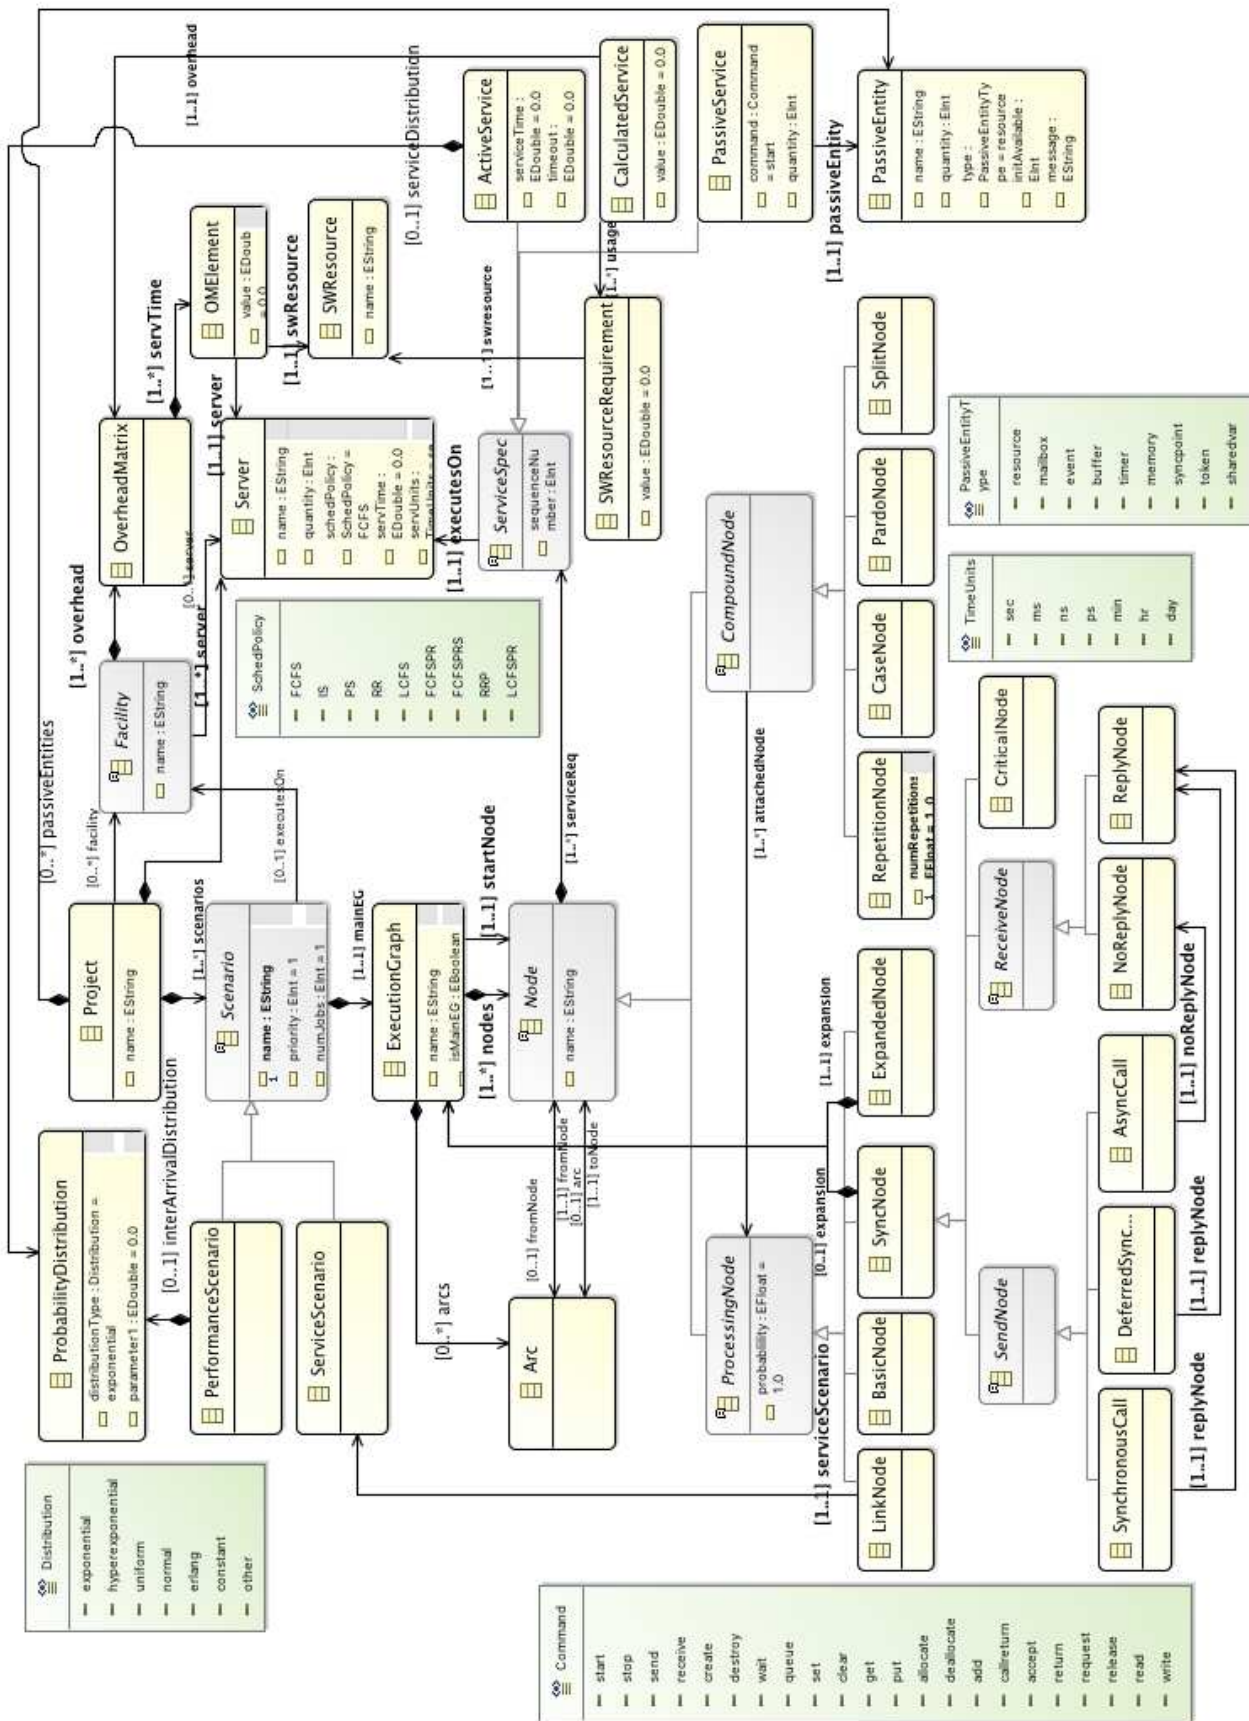 Distribution
exponential
hyperexponential
uniform
normal
erlang
constant
other
ProbabilityDistribution
distributionType : Distribution =
exponential
parameter1 : EDouble = 0.0
[0..1] interArrivalDistribution
PerformanceScenario
ServiceScenario
Project
name : EString
[0..*] passiveEntities
[0..*] facility
[1..*] scenarios
Scenario
name : EString
1
priority : EInt = 1
numJobs : EInt = 1
[0..1] executesOn
[1..1] mainEG
Facility
name : EString
[1..*] overhead
[0..1] server
[1..*] server
OverheadMatrix
[1..*] servTime
OMElement
value : EDoub
= 0.0
[1..1] server
[1..1] swResource
SWResource
name : EString
Server
name : EString
quantity : EInt
schedPolicy :
SchedPolicy =
FCFS
servTime :
EDouble = 0.0
servUnits :
[1..1] executesOn
SchedPolicy
FCFS
IS
PS
RR
LCFS
FCFSPR
FCFSPRS
RRP
LCFSPR
[1..1] overhead
[0..1] serviceDistribution
ActiveService
serviceTime :
EDouble = 0.0
timeout :
EDouble = 0.0
CalculatedService
value : EDouble = 0.0
[1..*] usage
PassiveService
command : Command
= start
quantity : EInt
[1..1] passiveEntity
PassiveEntity
name : EString
quantity : EInt
type :
PassiveEntityTy
pe = resource
initAvailable :
EInt
message :
EString
[1..1] swresource
ServiceSpec
sequenceNu
mber : EInt
SWResourceRequirement
value : EDouble = 0.0
ExecutionGraph
name : EString
isMainEG : EBoolean
[1..1] startNode
[1..*] nodes
[0..*] arcs
Node
name : EString
[1..*] serviceReq
[0..1] fromNode
[1..1] fromNode
[0..1] arc
[1..1] toNode
Arc
Command
start
stop
send
receive
create
destroy
wait
queue
set
clear
get
put
allocate
deallocate
add
callreturn
accept
return
request
release
read
write
ProcessingNode
probability : EFloat =
1.0
[1..*] attachedNode
CompoundNode
[1..1] serviceScenario
[0..1] expansion
[1..1] expansion
LinkNode
BasicNode
SyncNode
ExpandedNode
RepetitionNode
numRepetitions
1 EFloat = 1.0
CaseNode
PardoNode
SplitNode
SendNode
ReceiveNode
CriticalNode
SynchronousCall
DeferredSync...
AsyncCall
NoReplyNode
ReplyNode
[1..1] replyNode
[1..1] replyNode
[1..1] noReplyNode
TimeUnits
sec
ms
ns
ps
min
hr
day
PassiveEntityT
ype
resource
mailbox
event
buffer
timer
memory
syncpoint
token
sharedvar